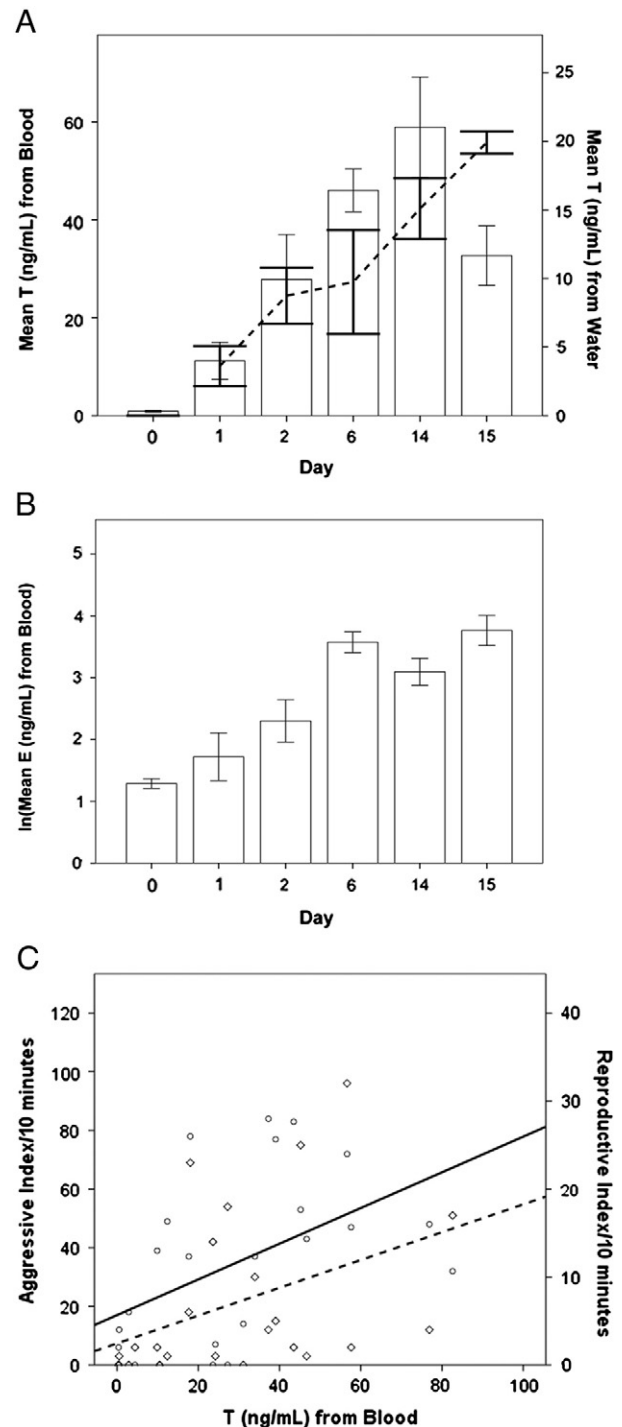 A
Mean T (ng/mL) from Blood
60
40
20
0
25
20
15
10
5
0
Mean T (ng/mL) from Water
0 1 2 6 14 15
Day
B
ln(Mean E (ng/mL) from Blood)
5
4
3
2
1
0
0 1 2 6 14 15
Day
C
Aggressive Index/10 minutes
120
100
80
60
40
20
0
40
30
20
10
0
Reproductive Index/10 minutes
0 20 40 60 80 100
T (ng/mL) from Blood